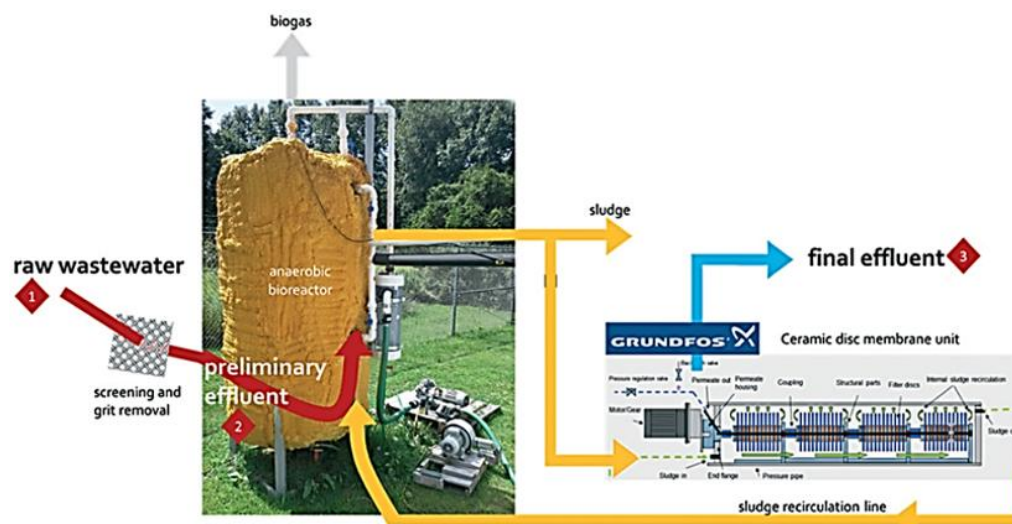 biogas
sludge
raw wastewater
1
anaerobic
bioreactor
final effluent 3
GRUNDFOS
Ceramic disc membrane unit
screening and
grit removal
preliminary
effluent
2
Pressure regulation valve
Permeate out
Permeate
housing
Coupling
Structural parts
Filter discs
Internal sludge recirculation
Motor/Gear
Sludge in
End flange
Pressure pipe
Sludge
sludge recirculation line